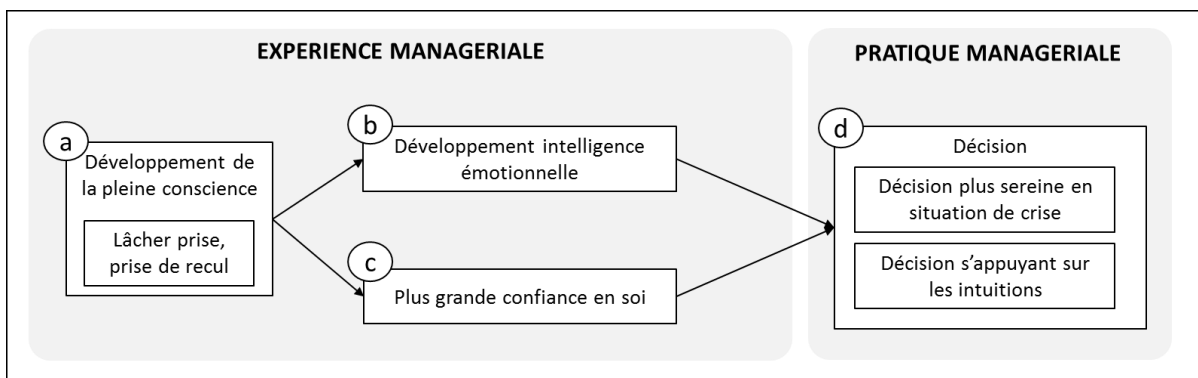 EXPERIENCE MANAGERIALE
PRATIQUE MANAGERIALE
a
Développement de
la pleine conscience
Lâcher prise,
prise de recul
b
Développement intelligence
émotionnelle
c
Plus grande confiance en soi
d
Décision
Décision plus sereine en
situation de crise
Décision s’appuyant sur
les intuitions